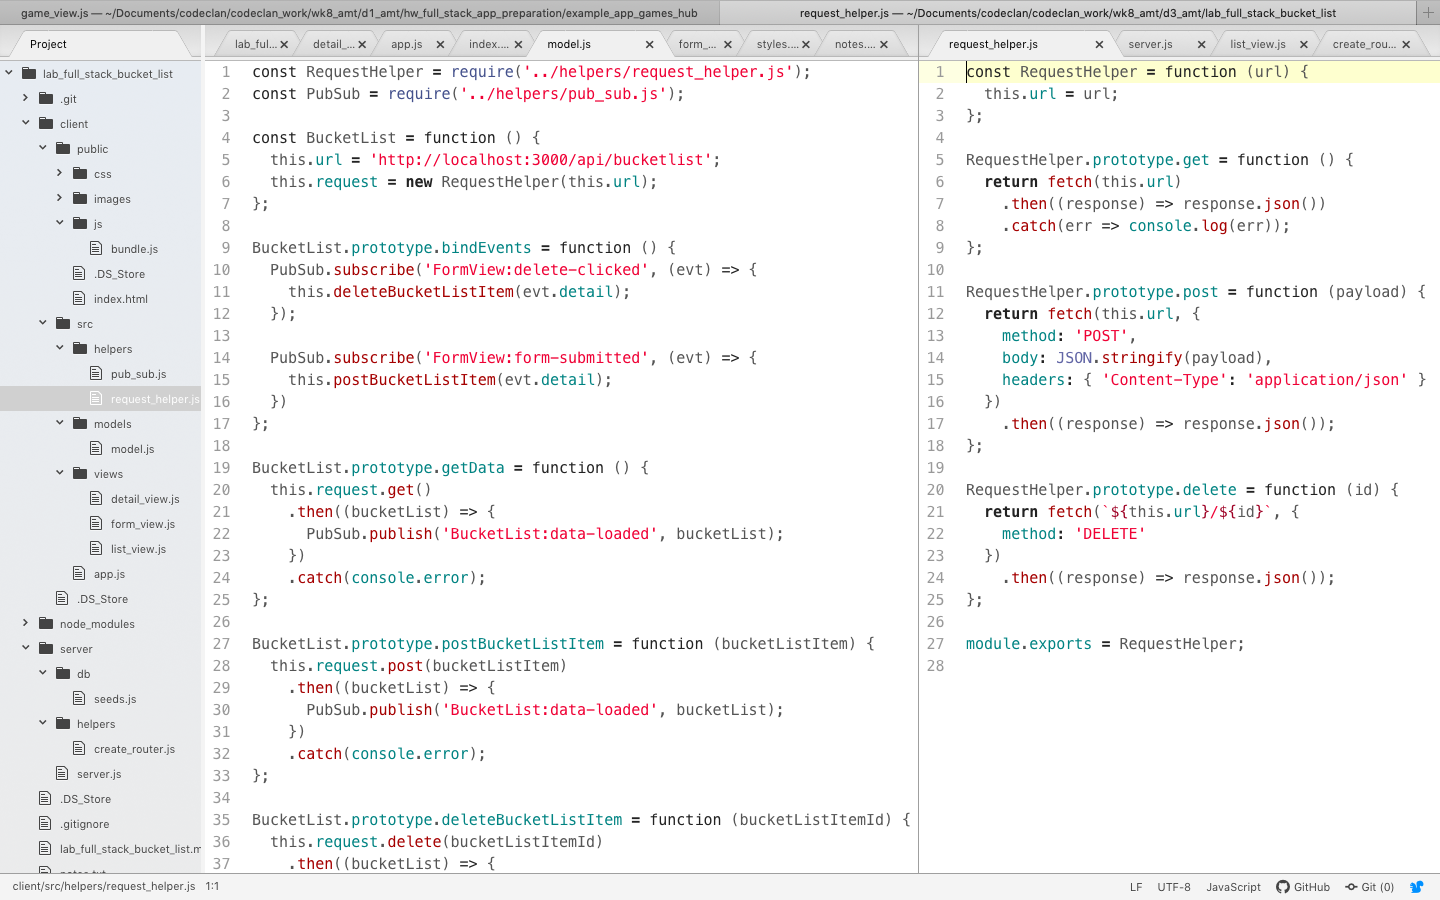 game_view.js — ~/Documents/codeclan/codeclan_work/wk8_amt/d1_amt/hw_full_stack_app_preparation/example_app_games_hub
request_helper.js — ~/Documents/codeclan/codeclan_work/wk8_amt/d3_amt/lab_full_stack_bucket_list
Project
lab_ful...
detail_...
app.js
index....
model.js
form_...
styles....
notes....
request_helper.js
server.js
list_view.js
create_rou...
lab_full_stack_bucket_list
.git
client
public
css
images
js
bundle.js
.DS_Store
index.html
src
helpers
pub_sub.js
request_helper.js
models
model.js
views
detail_view.js
form_view.js
list_view.js
app.js
.DS_Store
node_modules
server
db
seeds.js
helpers
create_router.js
server.js
.DS_Store
.gitignore
lab_full_stack_bucket_list.m
1 const RequestHelper = require('../helpers/request_helper.js');
2 const PubSub = require('../helpers/pub_sub.js');
3
4 const BucketList = function () {
5 this.url = 'http://localhost:3000/api/bucketlist';
6 this.request = new RequestHelper(this.url);
7 };
8
9 BucketList.prototype.bindEvents = function () {
10 PubSub.subscribe('FormView:delete-clicked', (evt) => {
11 this.deleteBucketListItem(evt.detail);
12 });
13
14 PubSub.subscribe('FormView:form-submitted', (evt) => {
15 this.postBucketListItem(evt.detail);
16 })
17 };
18
19 BucketList.prototype.getData = function () {
20 this.request.get()
21 .then((bucketList) => {
22 PubSub.publish('BucketList:data-loaded', bucketList);
23 })
24 .catch(console.error);
25 };
26
27 BucketList.prototype.postBucketListItem = function (bucketListItem) {
28 this.request.post(bucketListItem)
29 .then((bucketList) => {
30 PubSub.publish('BucketList:data-loaded', bucketList);
31 })
32 .catch(console.error);
33 };
34
35 BucketList.prototype.deleteBucketListItem = function (bucketListItemId) {
36 this.request.delete(bucketListItemId)
37 .then((bucketList) => {
1 const RequestHelper = function (url) {
2 this.url = url;
3 };
4
5 RequestHelper.prototype.get = function () {
6 return fetch(this.url)
7 .then((response) => response.json())
8 .catch(err => console.log(err));
9 };
10
11 RequestHelper.prototype.post = function (payload) {
12 return fetch(this.url, {
13 method: 'POST',
14 body: JSON.stringify(payload),
15 headers: { 'Content-Type': 'application/json' }
16 })
17 .then((response) => response.json());
18 };
19
20 RequestHelper.prototype.delete = function (id) {
21 return fetch(`${this.url}/${id}`, {
22 method: 'DELETE'
23 })
24 .then((response) => response.json());
25 };
26
27 module.exports = RequestHelper;
28
client/src/helpers/request_helper.js 1:1
LF UTF-8 JavaScript GitHub Git (0)